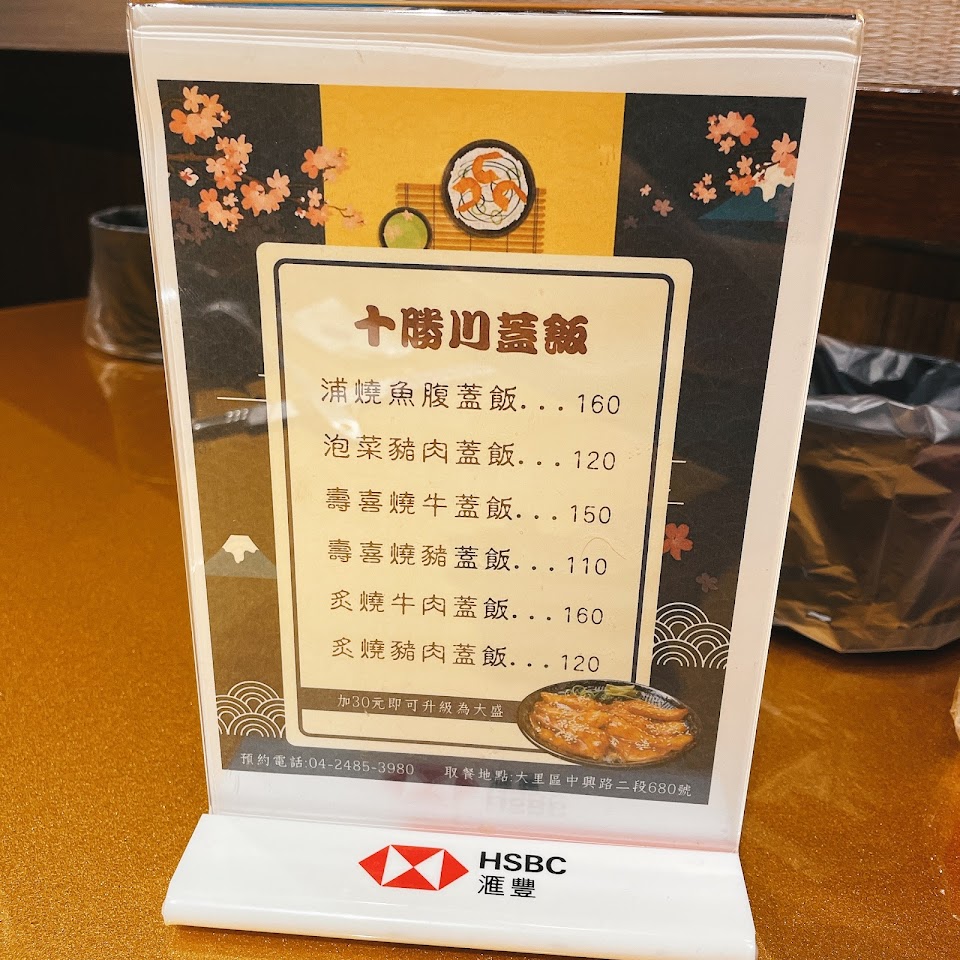 十勝川蓋飯
浦燒魚腹蓋飯...160
泡菜豬肉蓋飯...120
壽喜燒牛蓋飯...150
壽喜燒豬蓋飯...110
炙燒牛肉蓋飯...160
炙燒豬肉蓋飯...120
加30元即可升級為大盛
預約電話:04-2485-3980 取餐地點:大里區中興路二段680號
HSBC
滙豐